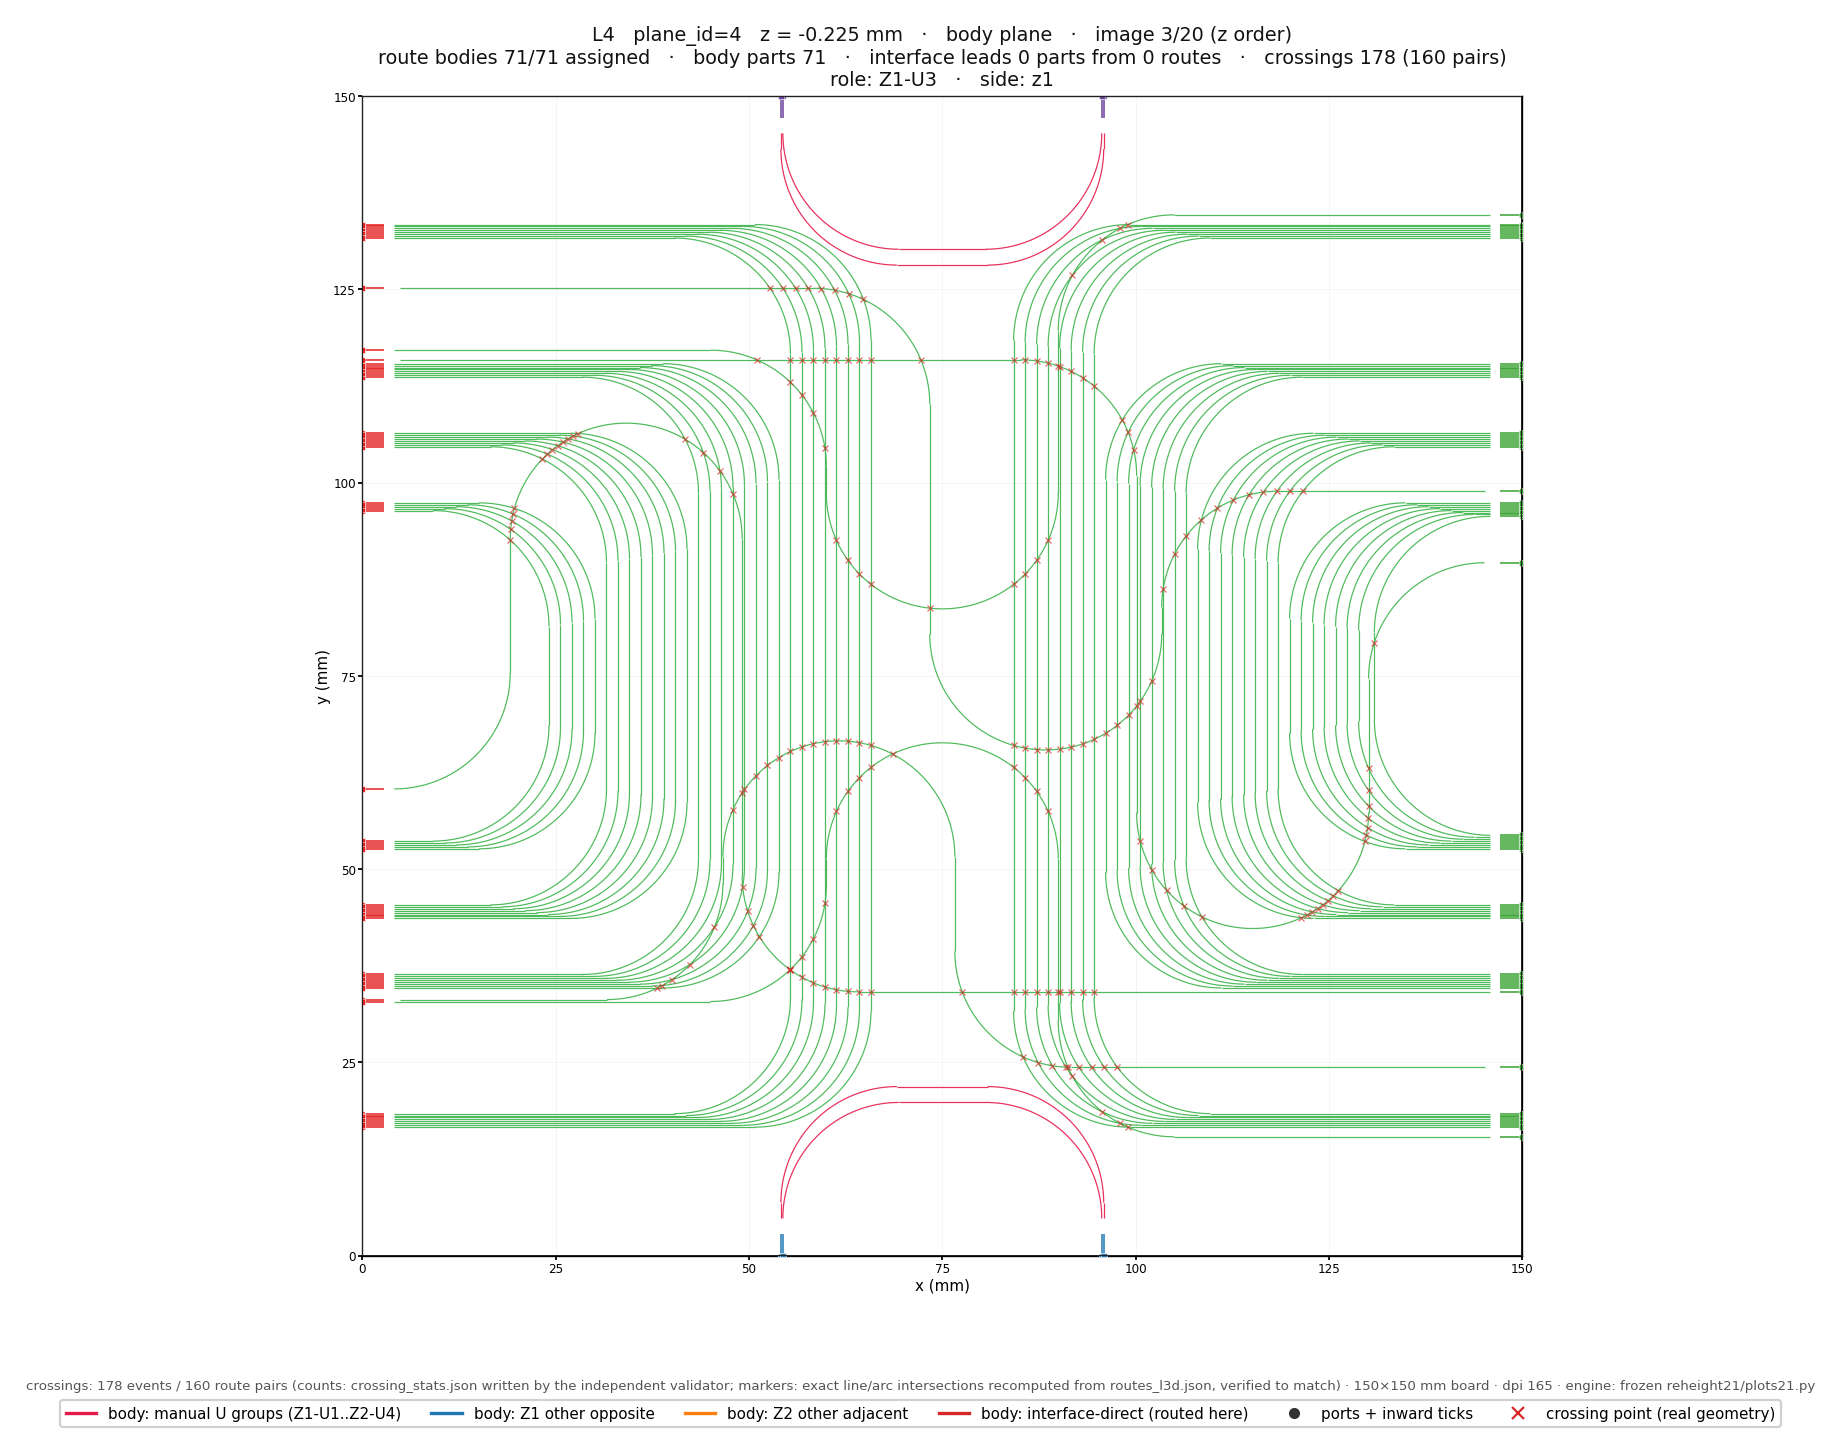 L4 plane_id=4 z = -0.225 mm · body plane · image 3/20 (z order)
route bodies 71/71 assigned · body parts 71 · interface leads 0 parts from 0 routes · crossings 178 (160 pairs)
role: Z1-U3 · side: z1
150
125
100
75
50
25
0
y (mm)
0 25 50 75 100 125 150
x (mm)
crossings: 178 events / 160 route pairs (counts: crossing_stats.json written by the independent validator; markers: exact line/arc intersections recomputed from routes_l3d.json, verified to match) · 150×150 mm board · dpi 165 · engine: frozen reheight21/plots21.py
body: manual U groups (Z1-U1..Z2-U4) body: Z1 other opposite body: Z2 other adjacent body: interface-direct (routed here) ports + inward ticks crossing point (real geometry)